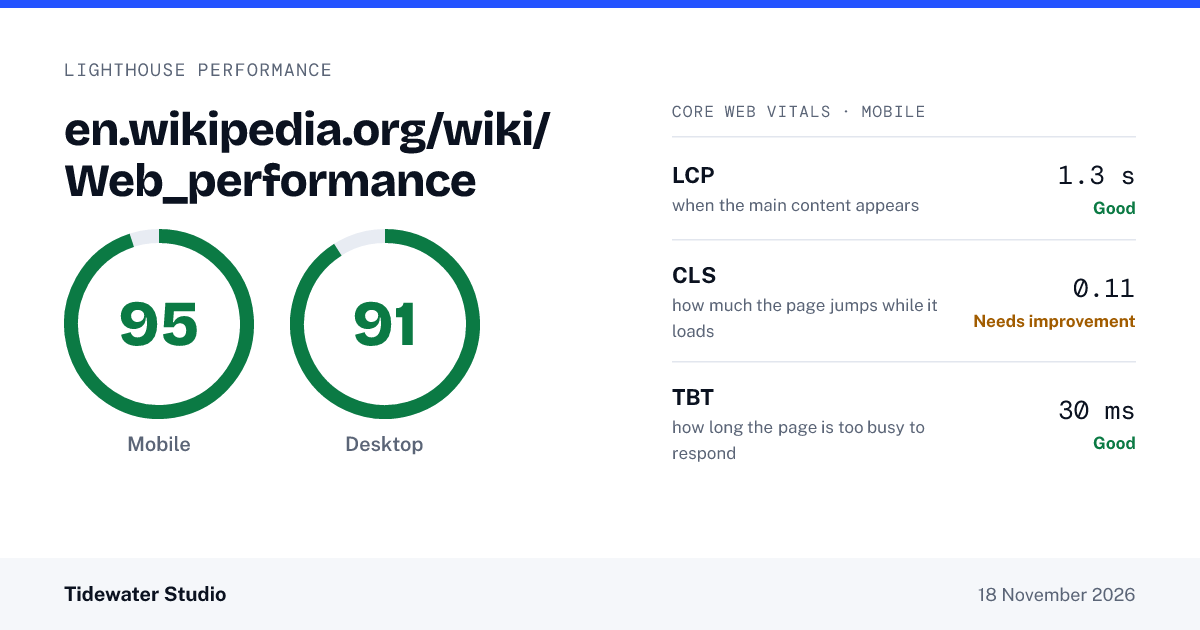 LIGHTHOUSE PERFORMANCE
en.wikipedia.org/wiki/
Web_performance
95
91
Mobile
Desktop
CORE WEB VITALS · MOBILE
LCP
when the main content appears
1.3 s
Good
CLS
how much the page jumps while it
loads
0.11
Needs improvement
TBT
how long the page is too busy to
respond
30 ms
Good
Tidewater Studio
18 November 2026